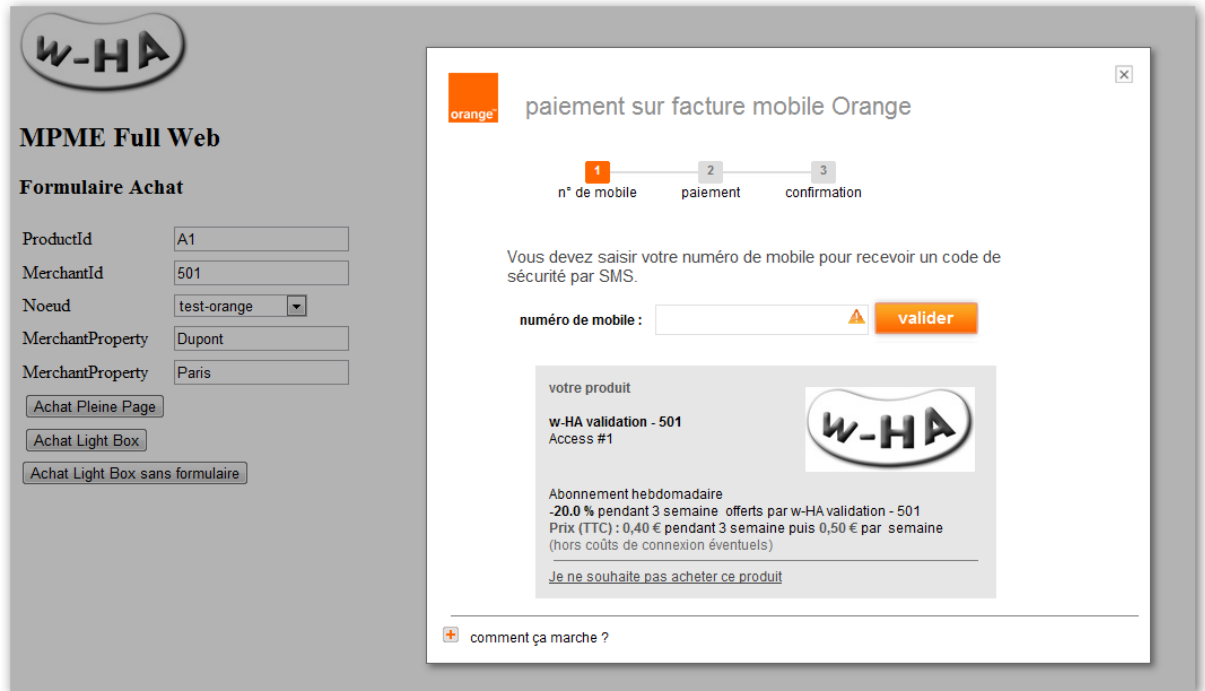 w-HA
MPME Full Web
Formulaire Achat
ProductId A1
MerchantId 501
Noeud test-orange
MerchantProperty Dupont
MerchantProperty Paris
Achat Pleine Page
Achat Light Box
Achat Light Box sans formulaire
orange™
paiement sur facture mobile Orange
1 2 3
n° de mobile paiement confirmation
Vous devez saisir votre numéro de mobile pour recevoir un code de
sécurité par SMS.
numéro de mobile : valider
votre produit
w-HA validation - 501
Access #1
w-HA
Abonnement hebdomadaire
-20.0 % pendant 3 semaine offerts par w-HA validation - 501
Prix (TTC) : 0,40 € pendant 3 semaine puis 0,50 € par semaine
(hors coûts de connexion éventuels)
Je ne souhaite pas acheter ce produit
comment ça marche ?